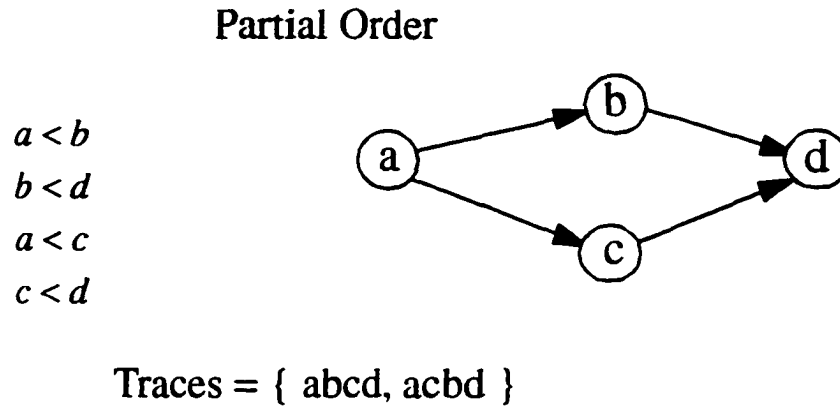 Partial Order
a < b
b < d
a < c
c < d
a
b
c
d
Traces = { abcd, acbd }